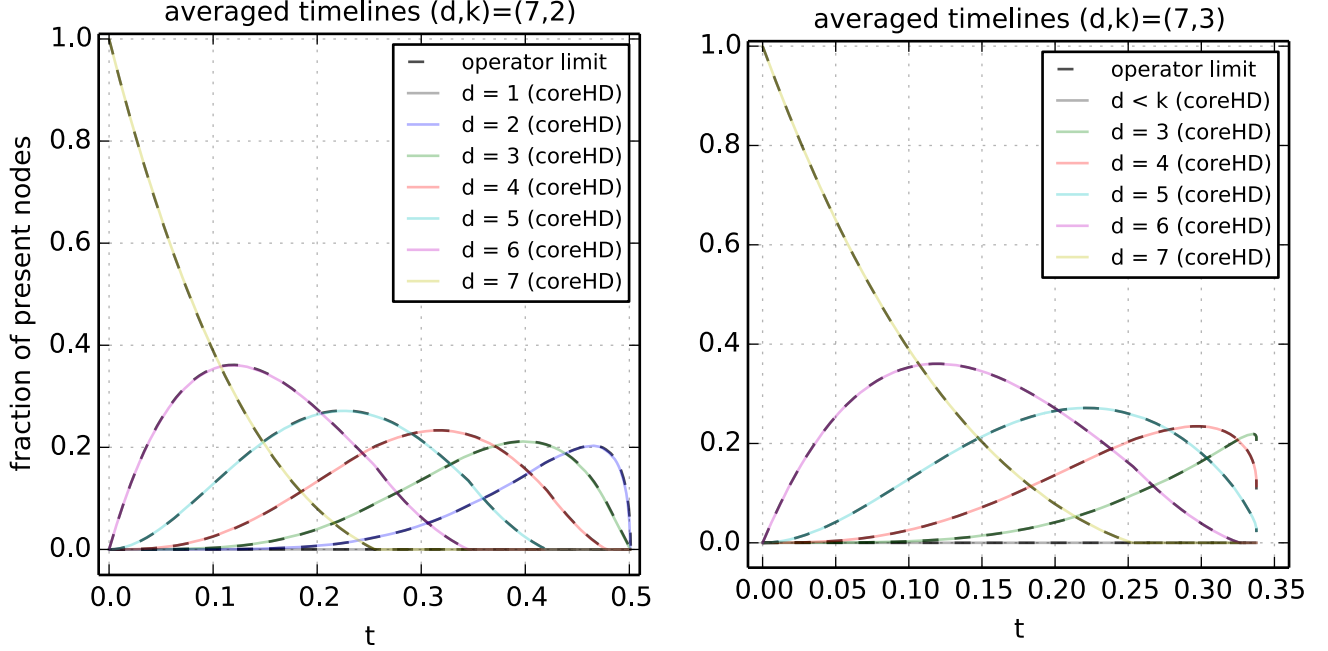 averaged timelines (d,k)=(7,2)
fraction of present nodes
1.0
0.8
0.6
0.4
0.2
0.0
operator limit
d = 1 (coreHD)
d = 2 (coreHD)
d = 3 (coreHD)
d = 4 (coreHD)
d = 5 (coreHD)
d = 6 (coreHD)
d = 7 (coreHD)
0.0 0.1 0.2 0.3 0.4 0.5
t
averaged timelines (d,k)=(7,3)
1.0
0.8
0.6
0.4
0.2
0.0
operator limit
d < k (coreHD)
d = 3 (coreHD)
d = 4 (coreHD)
d = 5 (coreHD)
d = 6 (coreHD)
d = 7 (coreHD)
0.00 0.05 0.10 0.15 0.20 0.25 0.30 0.35
t